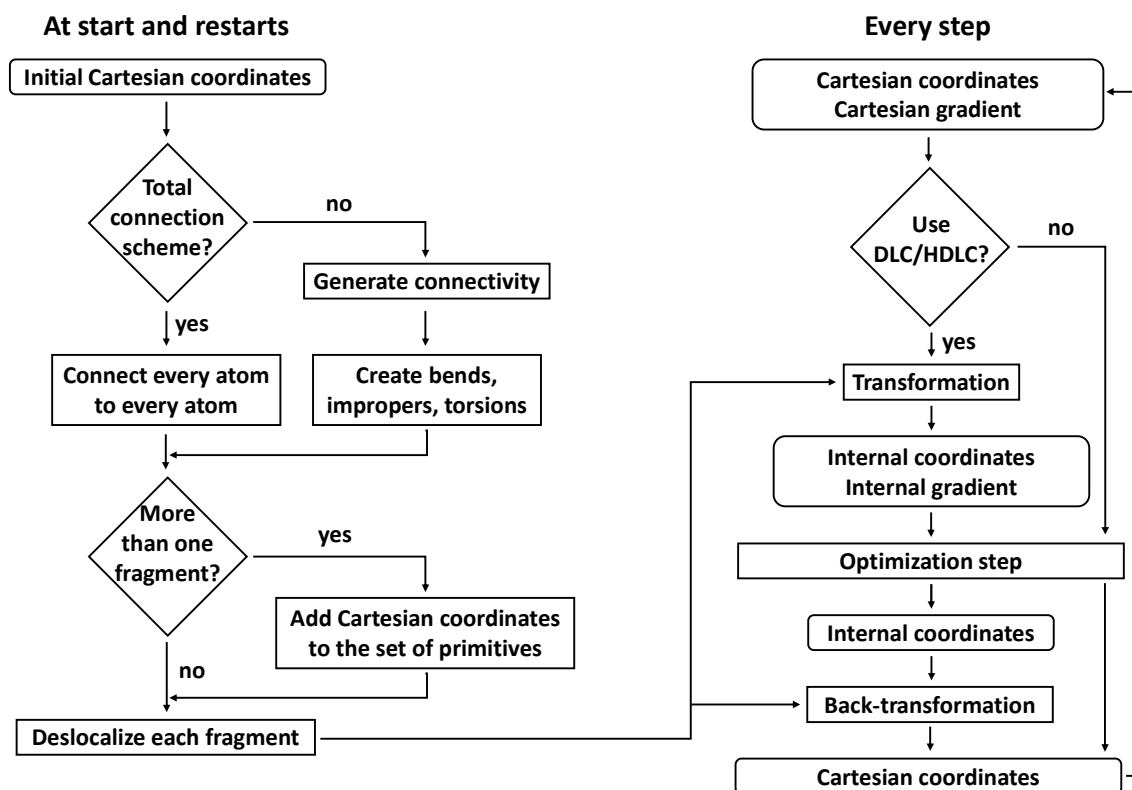 At start and restarts
Initial Cartesian coordinates
Total
connection
scheme?
no
Generate connectivity
yes
Connect every atom
to every atom
Create bends,
impropers, torsions
More
than one
fragment?
yes
Add Cartesian coordinates
to the set of primitives
no
Deslocalize each fragment
Every step
Cartesian coordinates
Cartesian gradient
Use
DLC/HDLC?
no
yes
Transformation
Internal coordinates
Internal gradient
Optimization step
Internal coordinates
Back-transformation
Cartesian coordinates